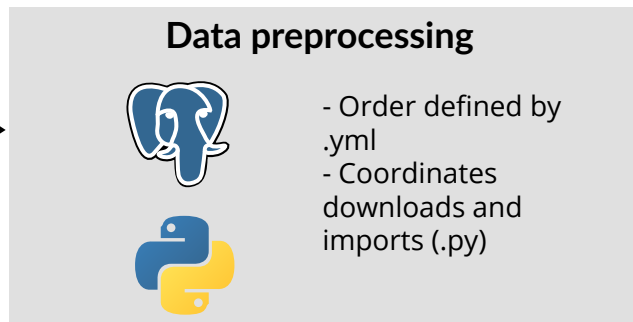 Data preprocessing
- Order defined by
.yml
- Coordinates
downloads and
imports (.py)